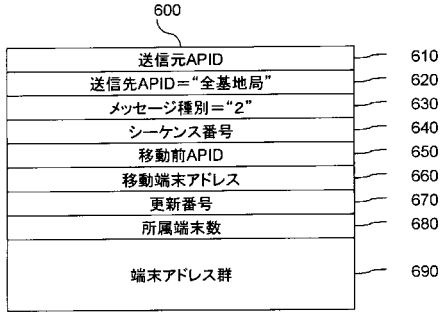 600
送信元APID 610
送信先APID=“全基地局” 620
メッセージ種別=“2” 630
シーケンス番号 640
移動前APID 650
移動端末アドレス 660
更新番号 670
所属端末数 680
端末アドレス群 690